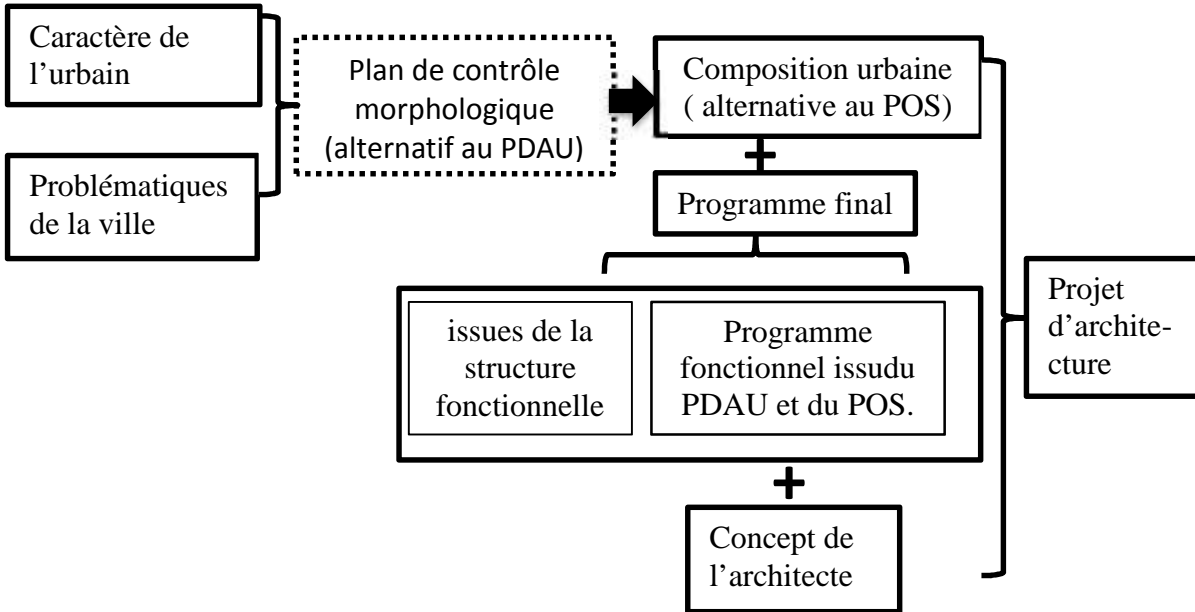 Caractère de
l’urbain
Problématiques
de la ville
Plan de contrôle
morphologique
(alternatif au PDAU)
Composition urbaine
( alternative au POS)
+
Programme final
issues de la
structure
fonctionnelle
Programme
fonctionnel issudu
PDAU et du POS.
+
Concept de
l’architecte
Projet
d’archite-
cture